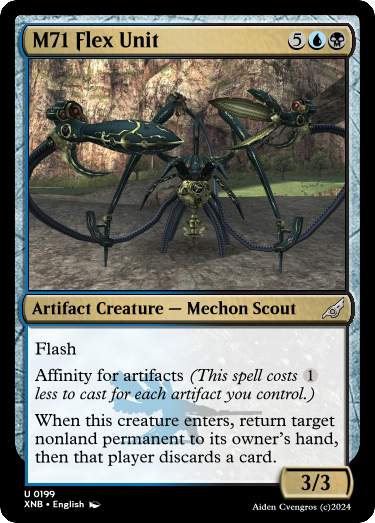 M71 Flex Unit 5
Artifact Creature — Mechon Scout
Flash
Affinity for artifacts (This spell costs 1
less to cast for each artifact you control.)
When this creature enters, return target
nonland permanent to its owner's hand,
then that player discards a card.
3/3
U 0199
XNB • English
Aiden Cvengros (c)2024